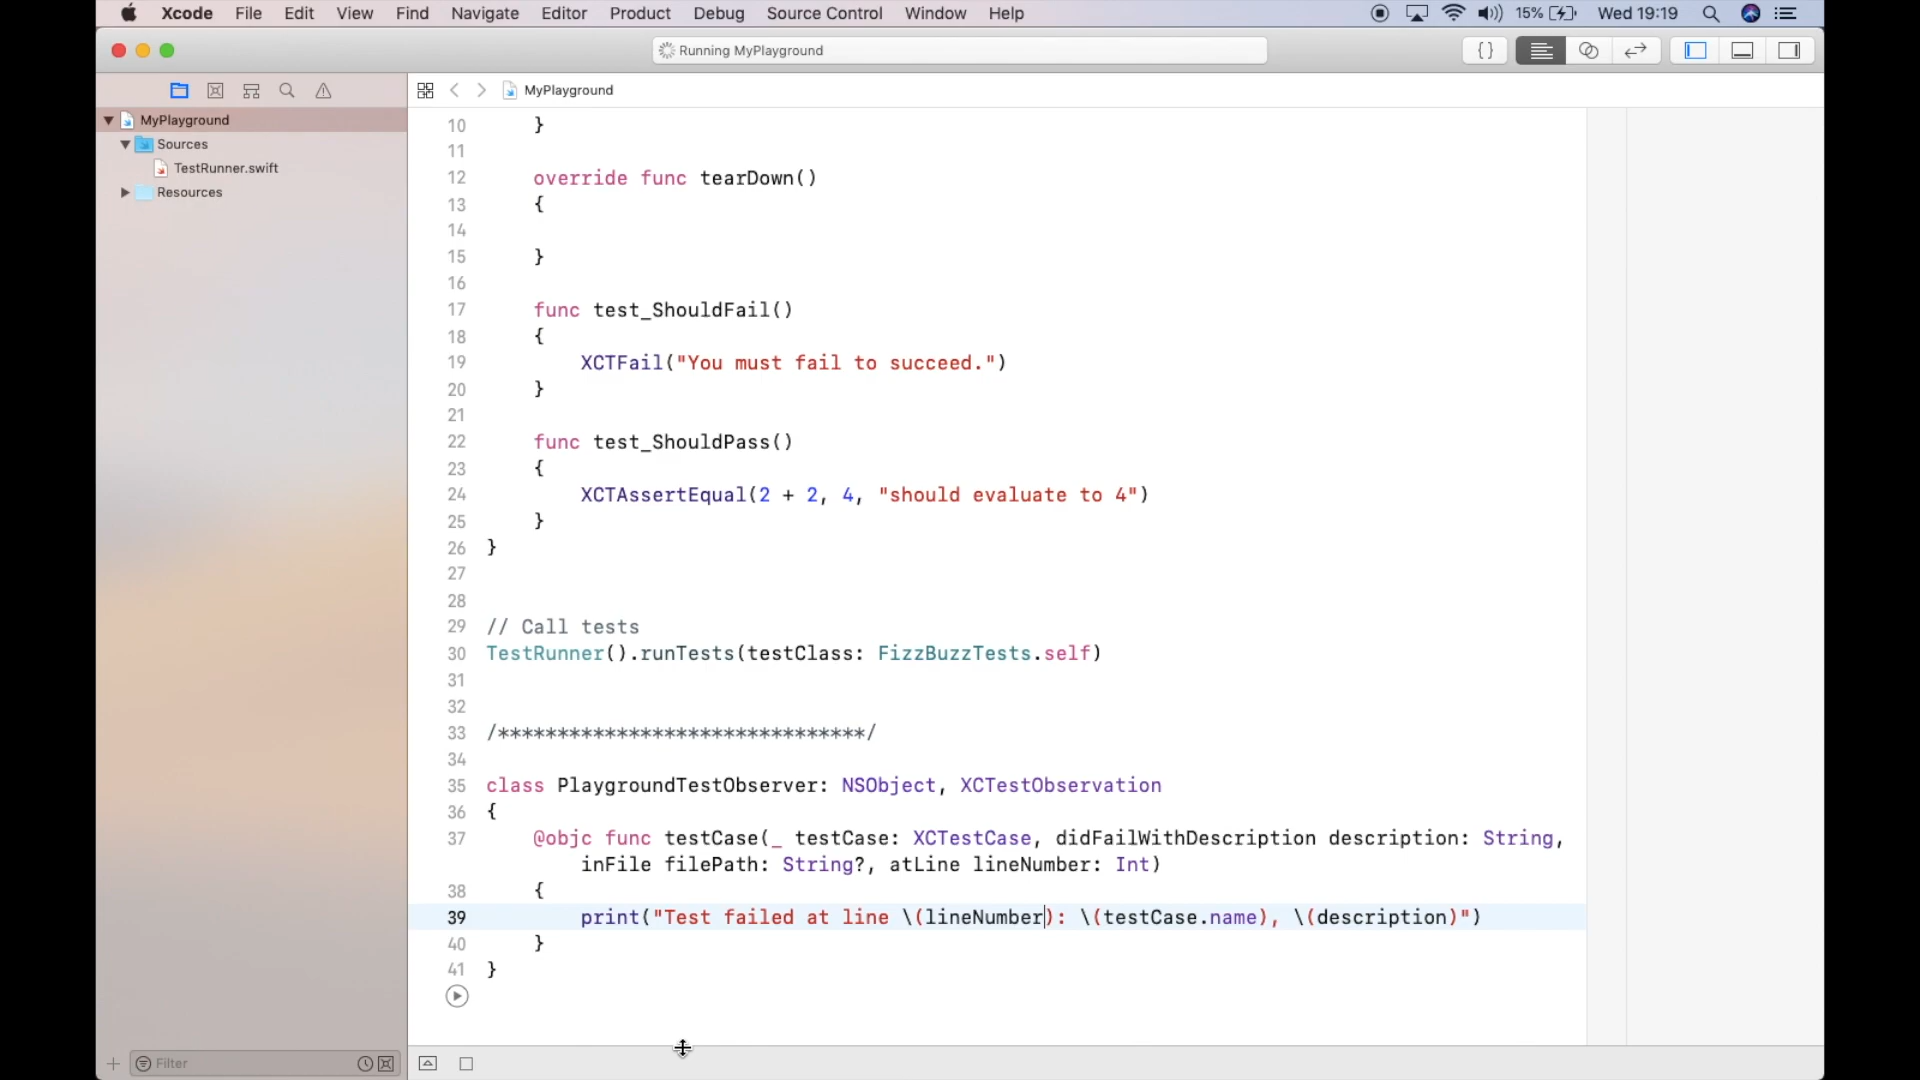 Xcode File Edit View Find Navigate Editor Product Debug Source Control Window Help 15% Wed 19:19
Running MyPlayground
{ }
MyPlayground
MyPlayground
Sources
TestRunner.swift
Resources
10 }
11
12 override func tearDown()
13 {
14
15 }
16
17 func test_ShouldFail()
18 {
19 XCTFail("You must fail to succeed.")
20 }
21
22 func test_ShouldPass()
23 {
24 XCTAssertEqual(2 + 2, 4, "should evaluate to 4")
25 }
26 }
27
28
29 // Call tests
30 TestRunner().runTests(testClass: FizzBuzzTests.self)
31
32
33 /*******************************/
34
35 class PlaygroundTestObserver: NSObject, XCTestObservation
36 {
37 @objc func testCase(_ testCase: XCTestCase, didFailWithDescription description: String,
inFile filePath: String?, atLine lineNumber: Int)
38 {
39 print("Test failed at line \(lineNumber): \(testCase.name), \(description)")
40 }
41 }
Filter